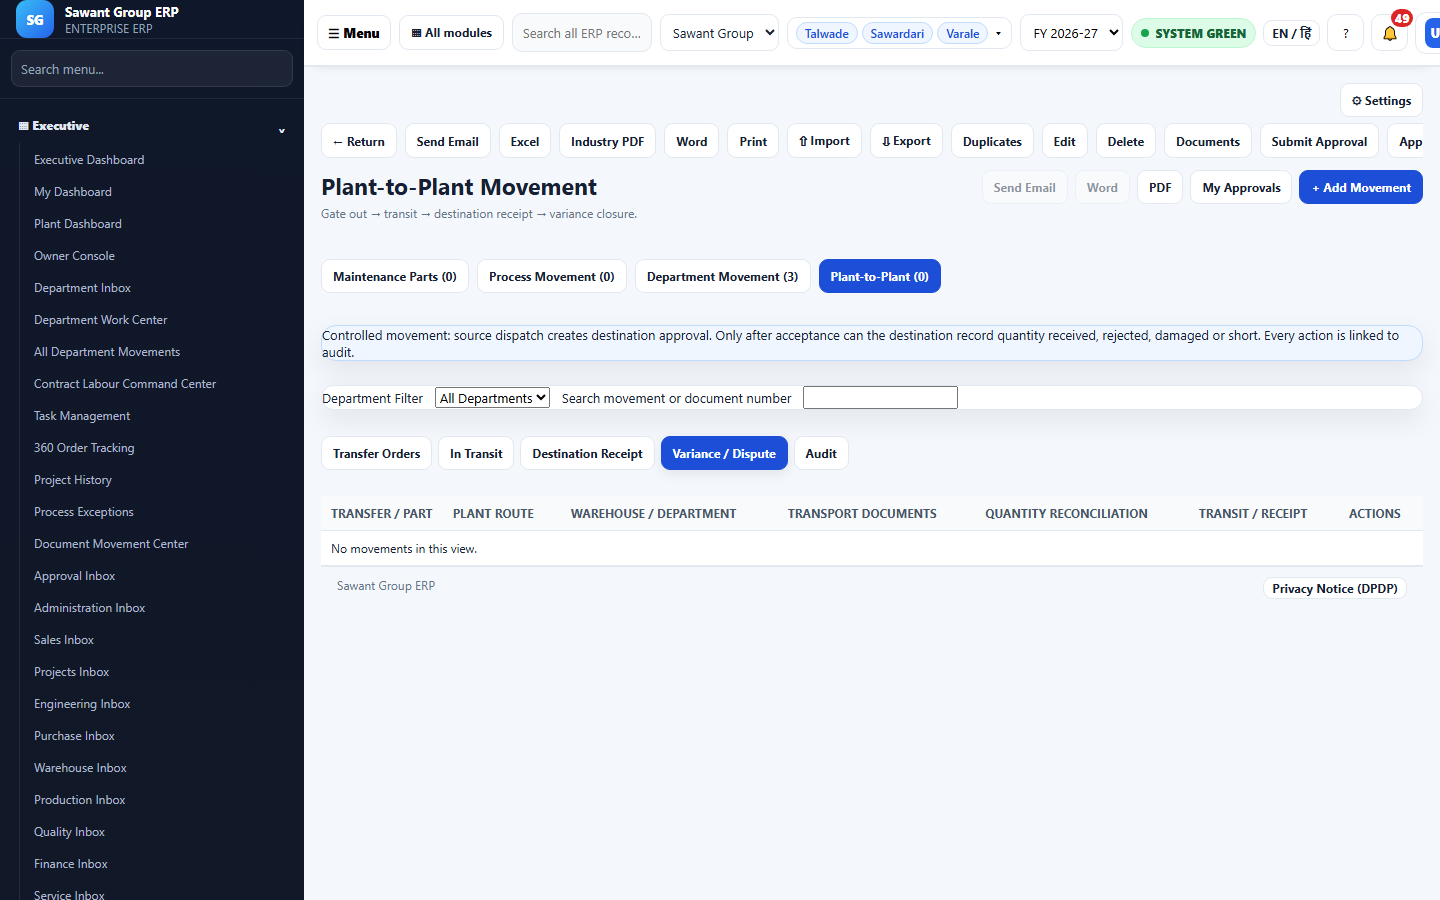 SG
Sawant Group ERP
ENTERPRISE ERP
Search menu...
Executive
Executive Dashboard
My Dashboard
Plant Dashboard
Owner Console
Department Inbox
Department Work Center
All Department Movements
Contract Labour Command Center
Task Management
360 Order Tracking
Project History
Process Exceptions
Document Movement Center
Approval Inbox
Administration Inbox
Sales Inbox
Projects Inbox
Engineering Inbox
Purchase Inbox
Warehouse Inbox
Production Inbox
Quality Inbox
Finance Inbox
Service Inbox
☰ Menu
All modules
Search all ERP reco...
Sawant Group
Talwade
Sawardari
Varale
FY 2026-27
SYSTEM GREEN
EN / हिं
?
49
U
⚙ Settings
← Return
Send Email
Excel
Industry PDF
Word
Print
⇧ Import
⇩ Export
Duplicates
Edit
Delete
Documents
Submit Approval
App
Plant-to-Plant Movement
Send Email
Word
PDF
My Approvals
+ Add Movement
Gate out → transit → destination receipt → variance closure.
Maintenance Parts (0)
Process Movement (0)
Department Movement (3)
Plant-to-Plant (0)
Controlled movement: source dispatch creates destination approval. Only after acceptance can the destination record quantity received, rejected, damaged or short. Every action is linked to
audit.
Department Filter
All Departments
Search movement or document number
Transfer Orders
In Transit
Destination Receipt
Variance / Dispute
Audit
TRANSFER / PART
PLANT ROUTE
WAREHOUSE / DEPARTMENT
TRANSPORT DOCUMENTS
QUANTITY RECONCILIATION
TRANSIT / RECEIPT
ACTIONS
No movements in this view.
Sawant Group ERP
Privacy Notice (DPDP)